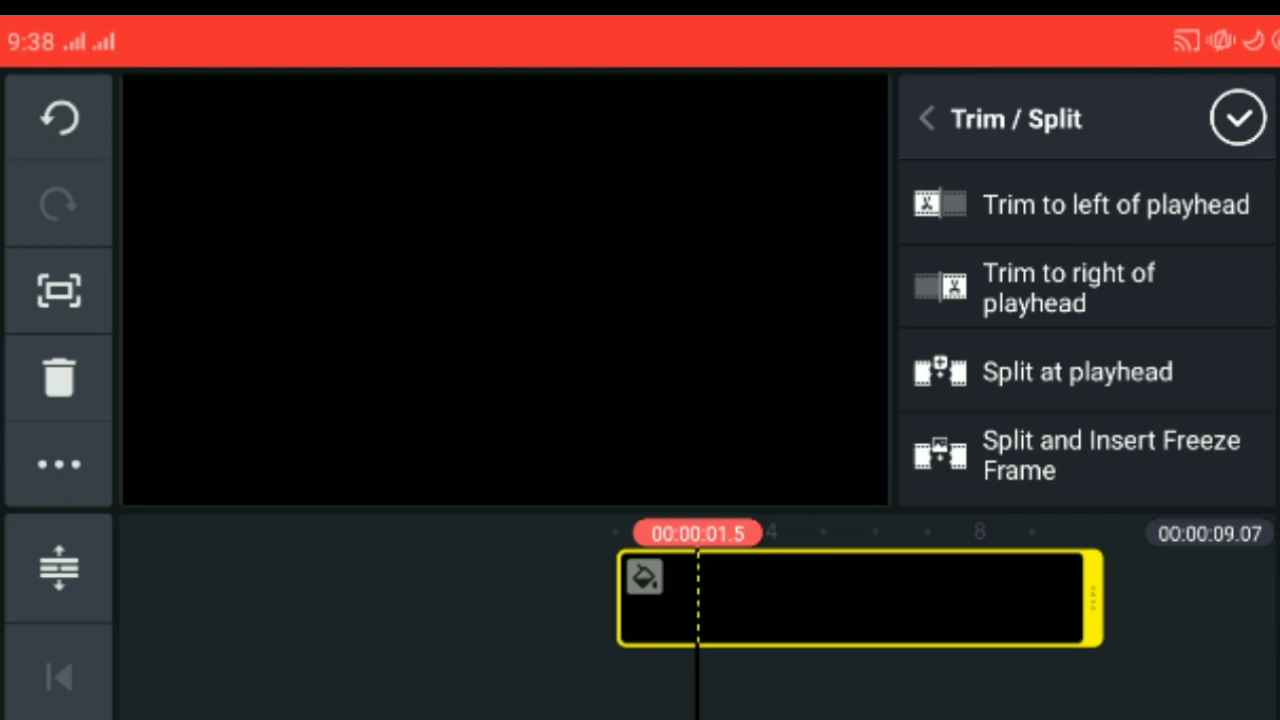 9:38
Trim / Split
Trim to left of playhead
Trim to right of
playhead
Split at playhead
Split and Insert Freeze
Frame
00:00:01.5
4
8
00:00:09.07